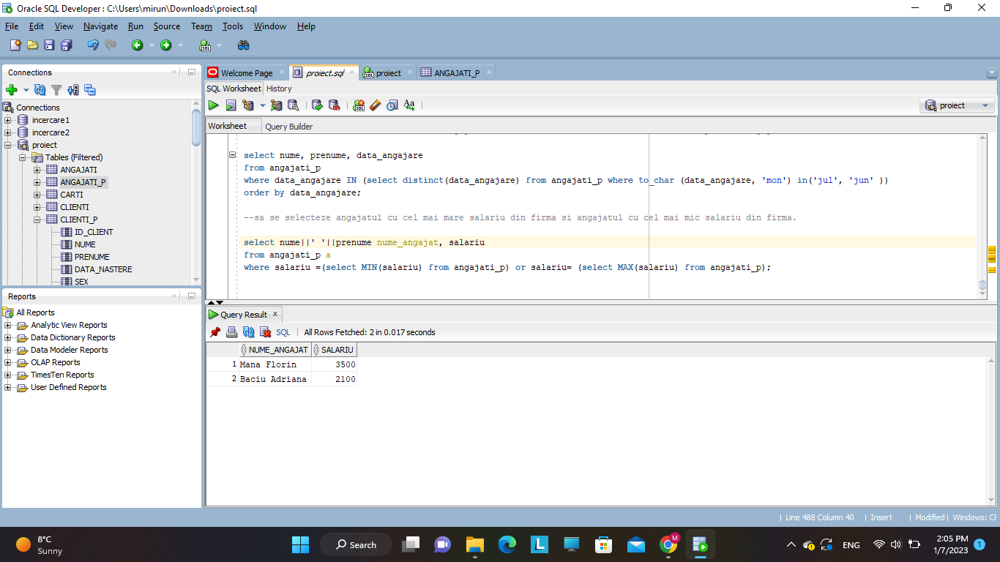 Oracle SQL Developer : C:\Users\mirun\Downloads\proiect.sql
File Edit View Navigate Run Source Team Tools Window Help
Connections
Connections
incercare1
incercare2
proiect
Tables (Filtered)
ANGAJATI
ANGAJATI_P
CARTI
CLIENTI
CLIENTI_P
ID_CLIENT
NUME
PRENUME
DATA_NASTERE
SEX
Reports
All Reports
Analytic View Reports
Data Dictionary Reports
Data Modeler Reports
OLAP Reports
TimesTen Reports
User Defined Reports
Welcome Page proiect.sql proiect ANGAJATI_P
SQL Worksheet History
proiect
Worksheet Query Builder
select nume, prenume, data_angajare
from angajati_p
where data_angajare IN (select distinct(data_angajare) from angajati_p where to_char (data_angajare, 'mon') in('jul', 'jun' ))
order by data_angajare;
--sa se selecteze angajatul cu cel mai mare salariu din firma si angajatul cu cel mai mic salariu din firma.
select nume||' '||prenume nume_angajat, salariu
from angajati_p a
where salariu =(select MIN(salariu) from angajati_p) or salariu= (select MAX(salariu) from angajati_p);
Query Result
SQL | All Rows Fetched: 2 in 0.017 seconds
NUME_ANGAJAT SALARIU
1 Mana Florin 3500
2 Baciu Adriana 2100
| Line 488 Column 40 | Insert | Modified | Windows: CF
8°C
Sunny
Search
M
ENG
2:05 PM
1/7/2023
1